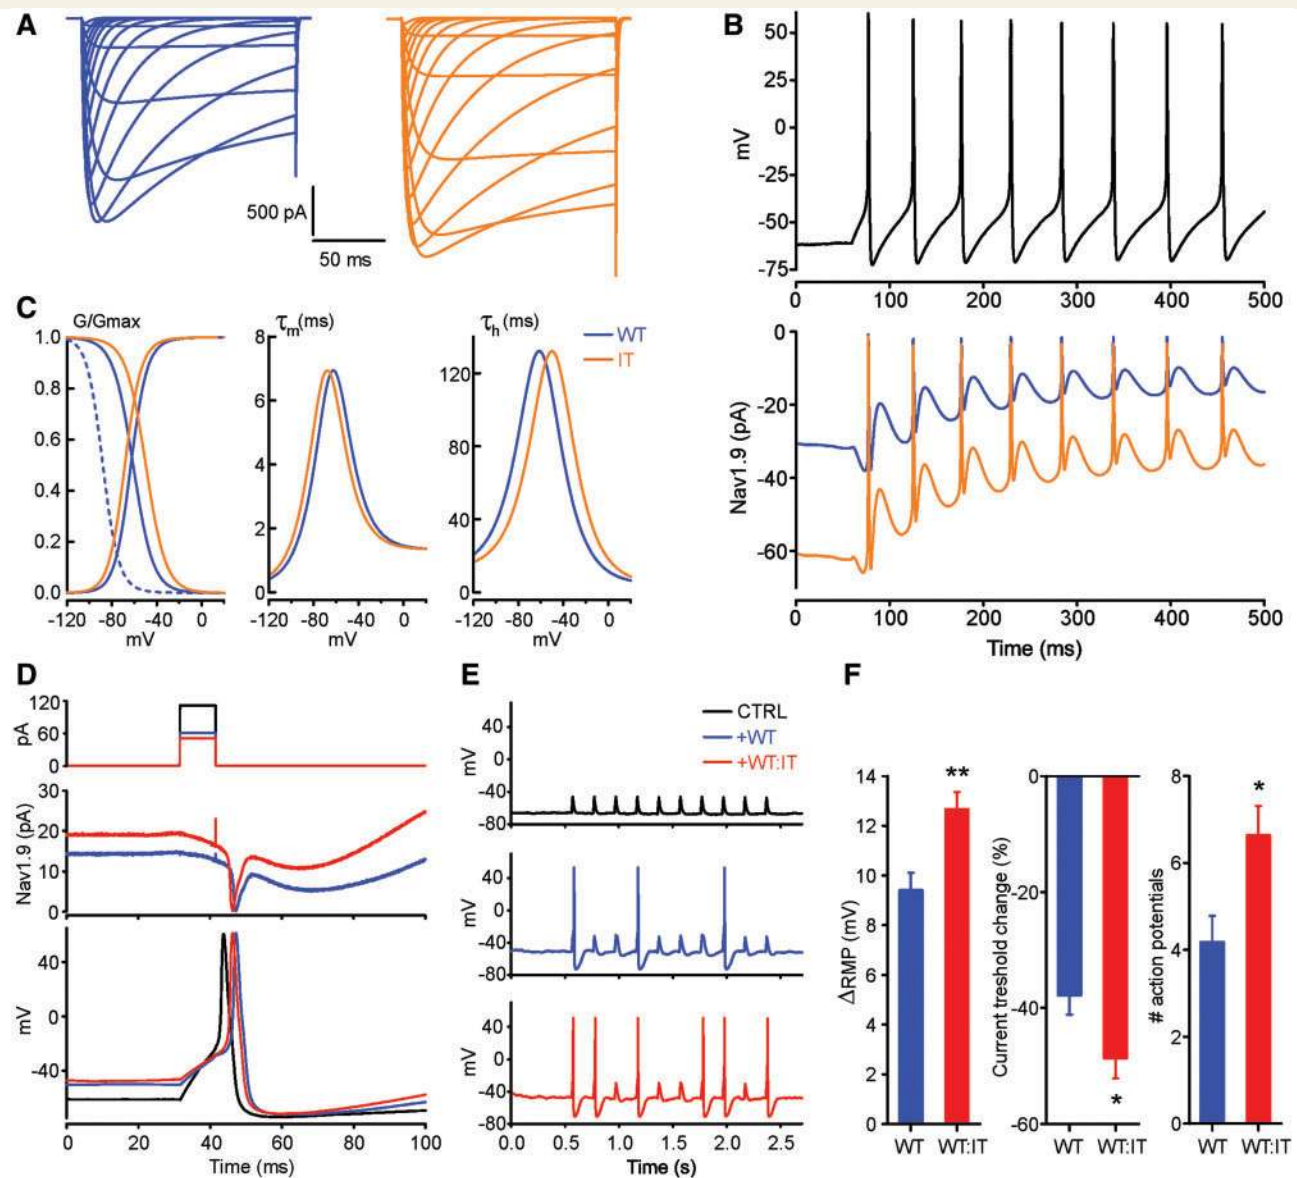 A
500 pA
50 ms
B
50
25
0
-25
-50
-75
mV
0 100 200 300 400 500
0
-20
-40
-60
Nav1.9 (pA)
0 100 200 300 400 500
Time (ms)
C
G/Gmax
1.0
0.8
0.6
0.4
0.2
0.0
-120 -80 -40 0
mV
τm (ms)
8
6
4
2
0
-120 -80 -40 0
mV
τh (ms)
120
80
40
0
-120 -80 -40 0
mV
WT
IT
D
120
60
0
pA
30
20
10
0
Nav1.9 (pA)
40
0
-40
mV
0 20 40 60 80 100
Time (ms)
E
CTRL
+WT
+WT:IT
40
0
-40
-80
mV
40
0
-40
-80
mV
40
0
-40
-80
mV
0.0 0.5 1.0 1.5 2.0 2.5
Time (s)
F
14
12
10
8
6
4
2
0
ΔRMP (mV)
**
WT WT:IT
0
-20
-40
-60
Current treshold change (%)
*
WT WT:IT
8
6
4
2
0
# action potentials
*
WT WT:IT